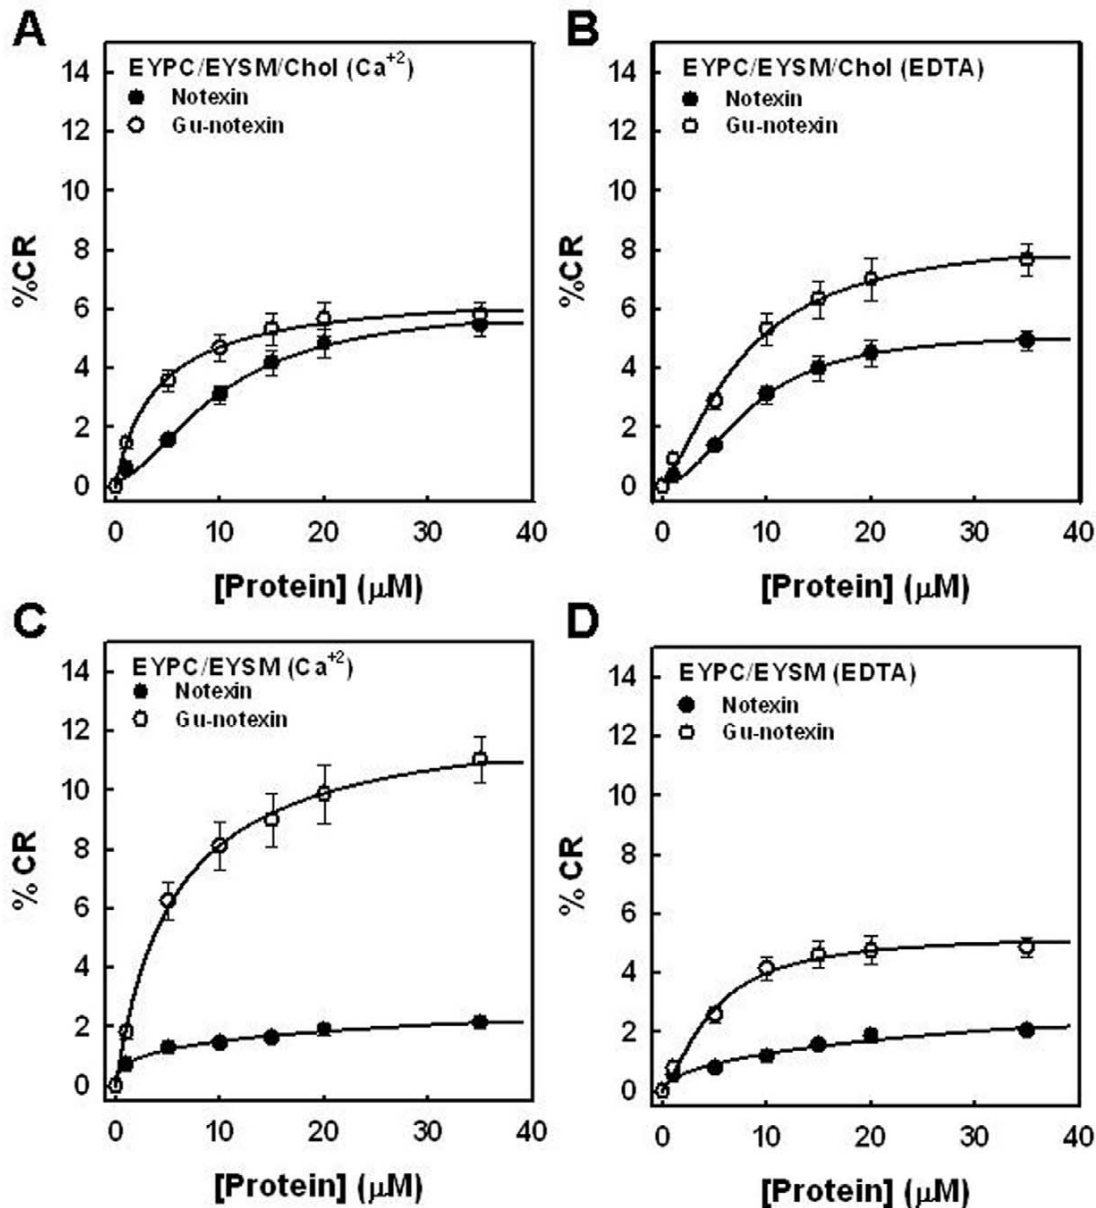 A
EYPC/EYSM/Chol (Ca+2)
Notexin
Gu-notexin
%CR
14
12
10
8
6
4
2
0
0 10 20 30 40
[Protein] (μM)
B
EYPC/EYSM/Chol (EDTA)
Notexin
Gu-notexin
%CR
14
12
10
8
6
4
2
0
0 10 20 30 40
[Protein] (μM)
C
EYPC/EYSM (Ca+2)
Notexin
Gu-notexin
% CR
14
12
10
8
6
4
2
0
0 10 20 30 40
[Protein] (μM)
D
EYPC/EYSM (EDTA)
Notexin
Gu-notexin
% CR
14
12
10
8
6
4
2
0
0 10 20 30 40
[Protein] (μM)